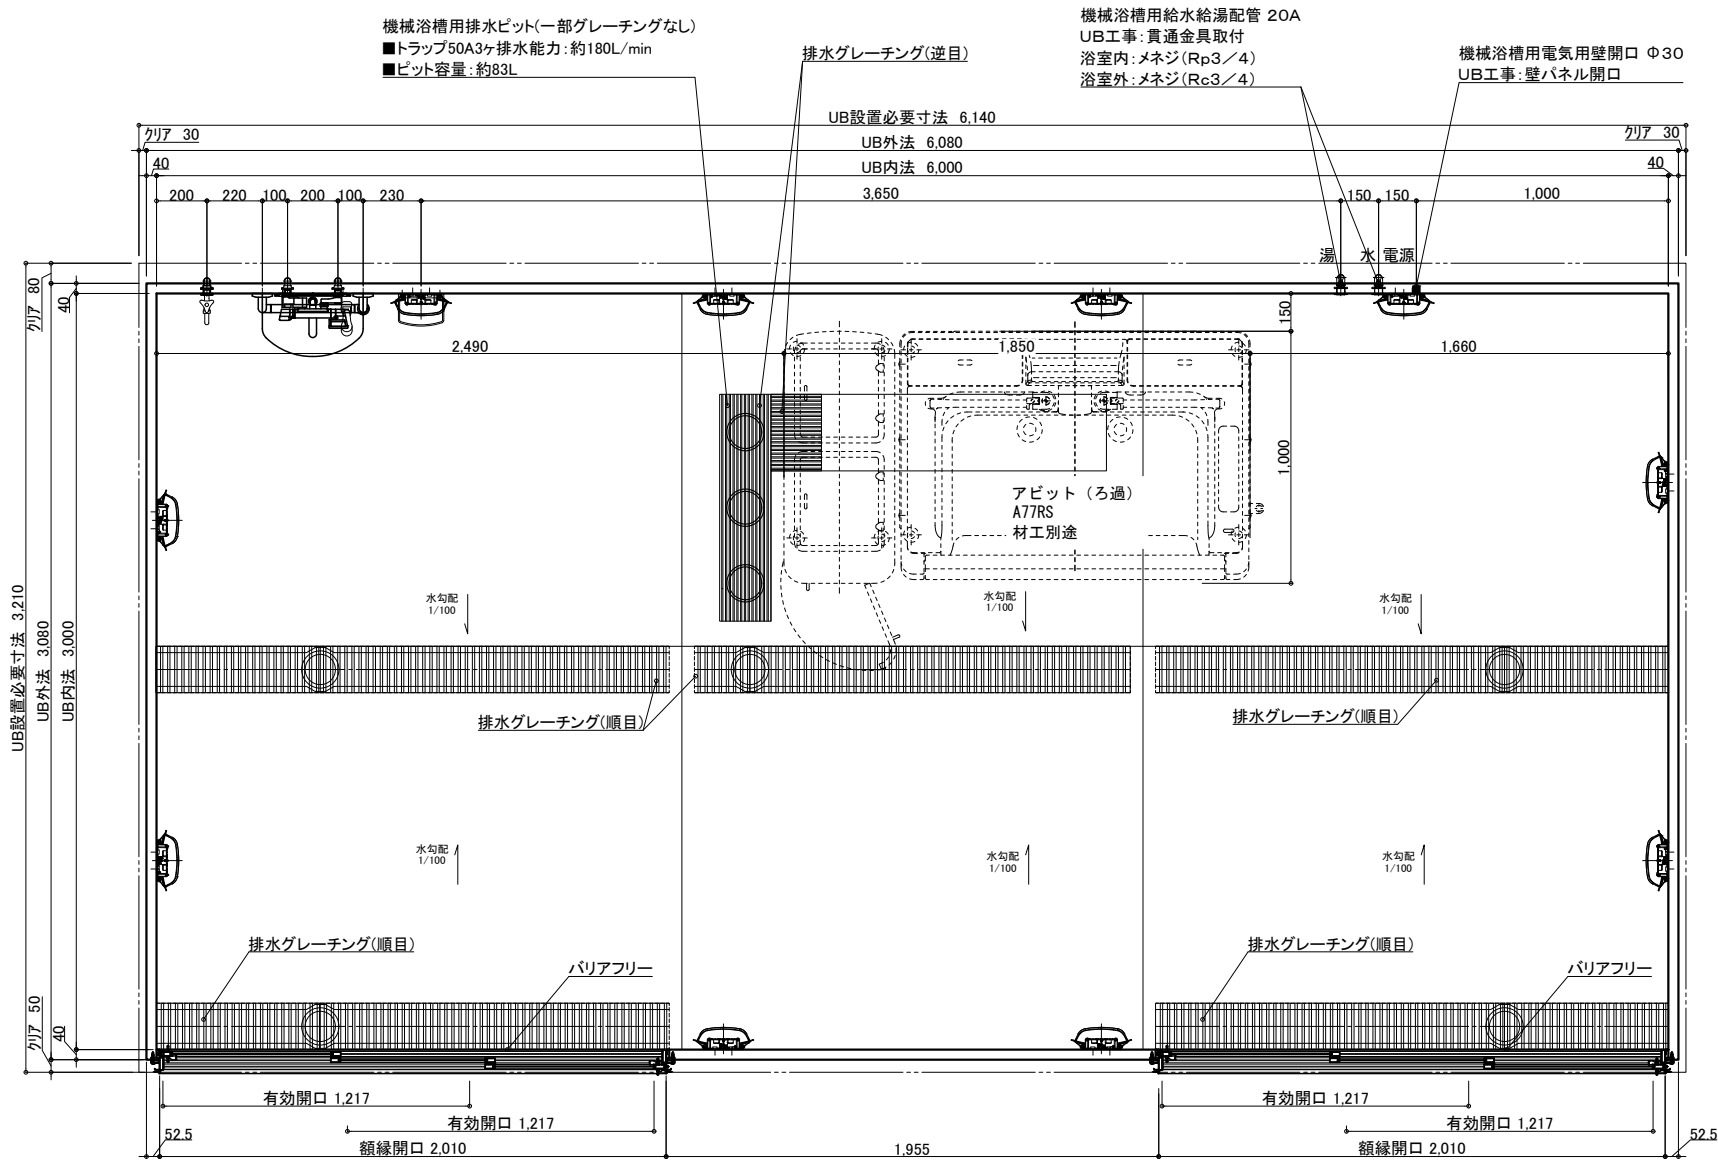 機械浴槽用排水ピット(一部グレーチングなし)
■トラップ50A3ヶ排水能力：約180L/min
■ピット容量：約83L
排水グレーチング(逆目)
機械浴槽用給水給湯配管 20A
UB工事：貫通金具取付
浴室内：メネジ(Rp3／4)
浴室外：メネジ(Rc3／4)
機械浴槽用電気用壁開口 Φ30
UB工事：壁パネル開口
UB設置必要寸法 6,140
クリア 30
UB外法 6,080
クリア 30
40
UB内法 6,000
40
200
220
100
200
100
230
3,650
150
150
1,000
湯
水
電源
クリア 80
40
150
2,490
1,850
1,660
1,000
アビット（ろ過）
A77RS
材工別途
UB設置必要寸法 3,210
UB外法 3,080
UB内法 3,000
水勾配
1/100
水勾配
1/100
水勾配
1/100
排水グレーチング(順目)
排水グレーチング(順目)
水勾配
1/100
水勾配
1/100
水勾配
1/100
排水グレーチング(順目)
バリアフリー
排水グレーチング(順目)
バリアフリー
クリア 50
40
有効開口 1,217
有効開口 1,217
有効開口 1,217
有効開口 1,217
52.5
額縁開口 2,010
1,955
額縁開口 2,010
52.5